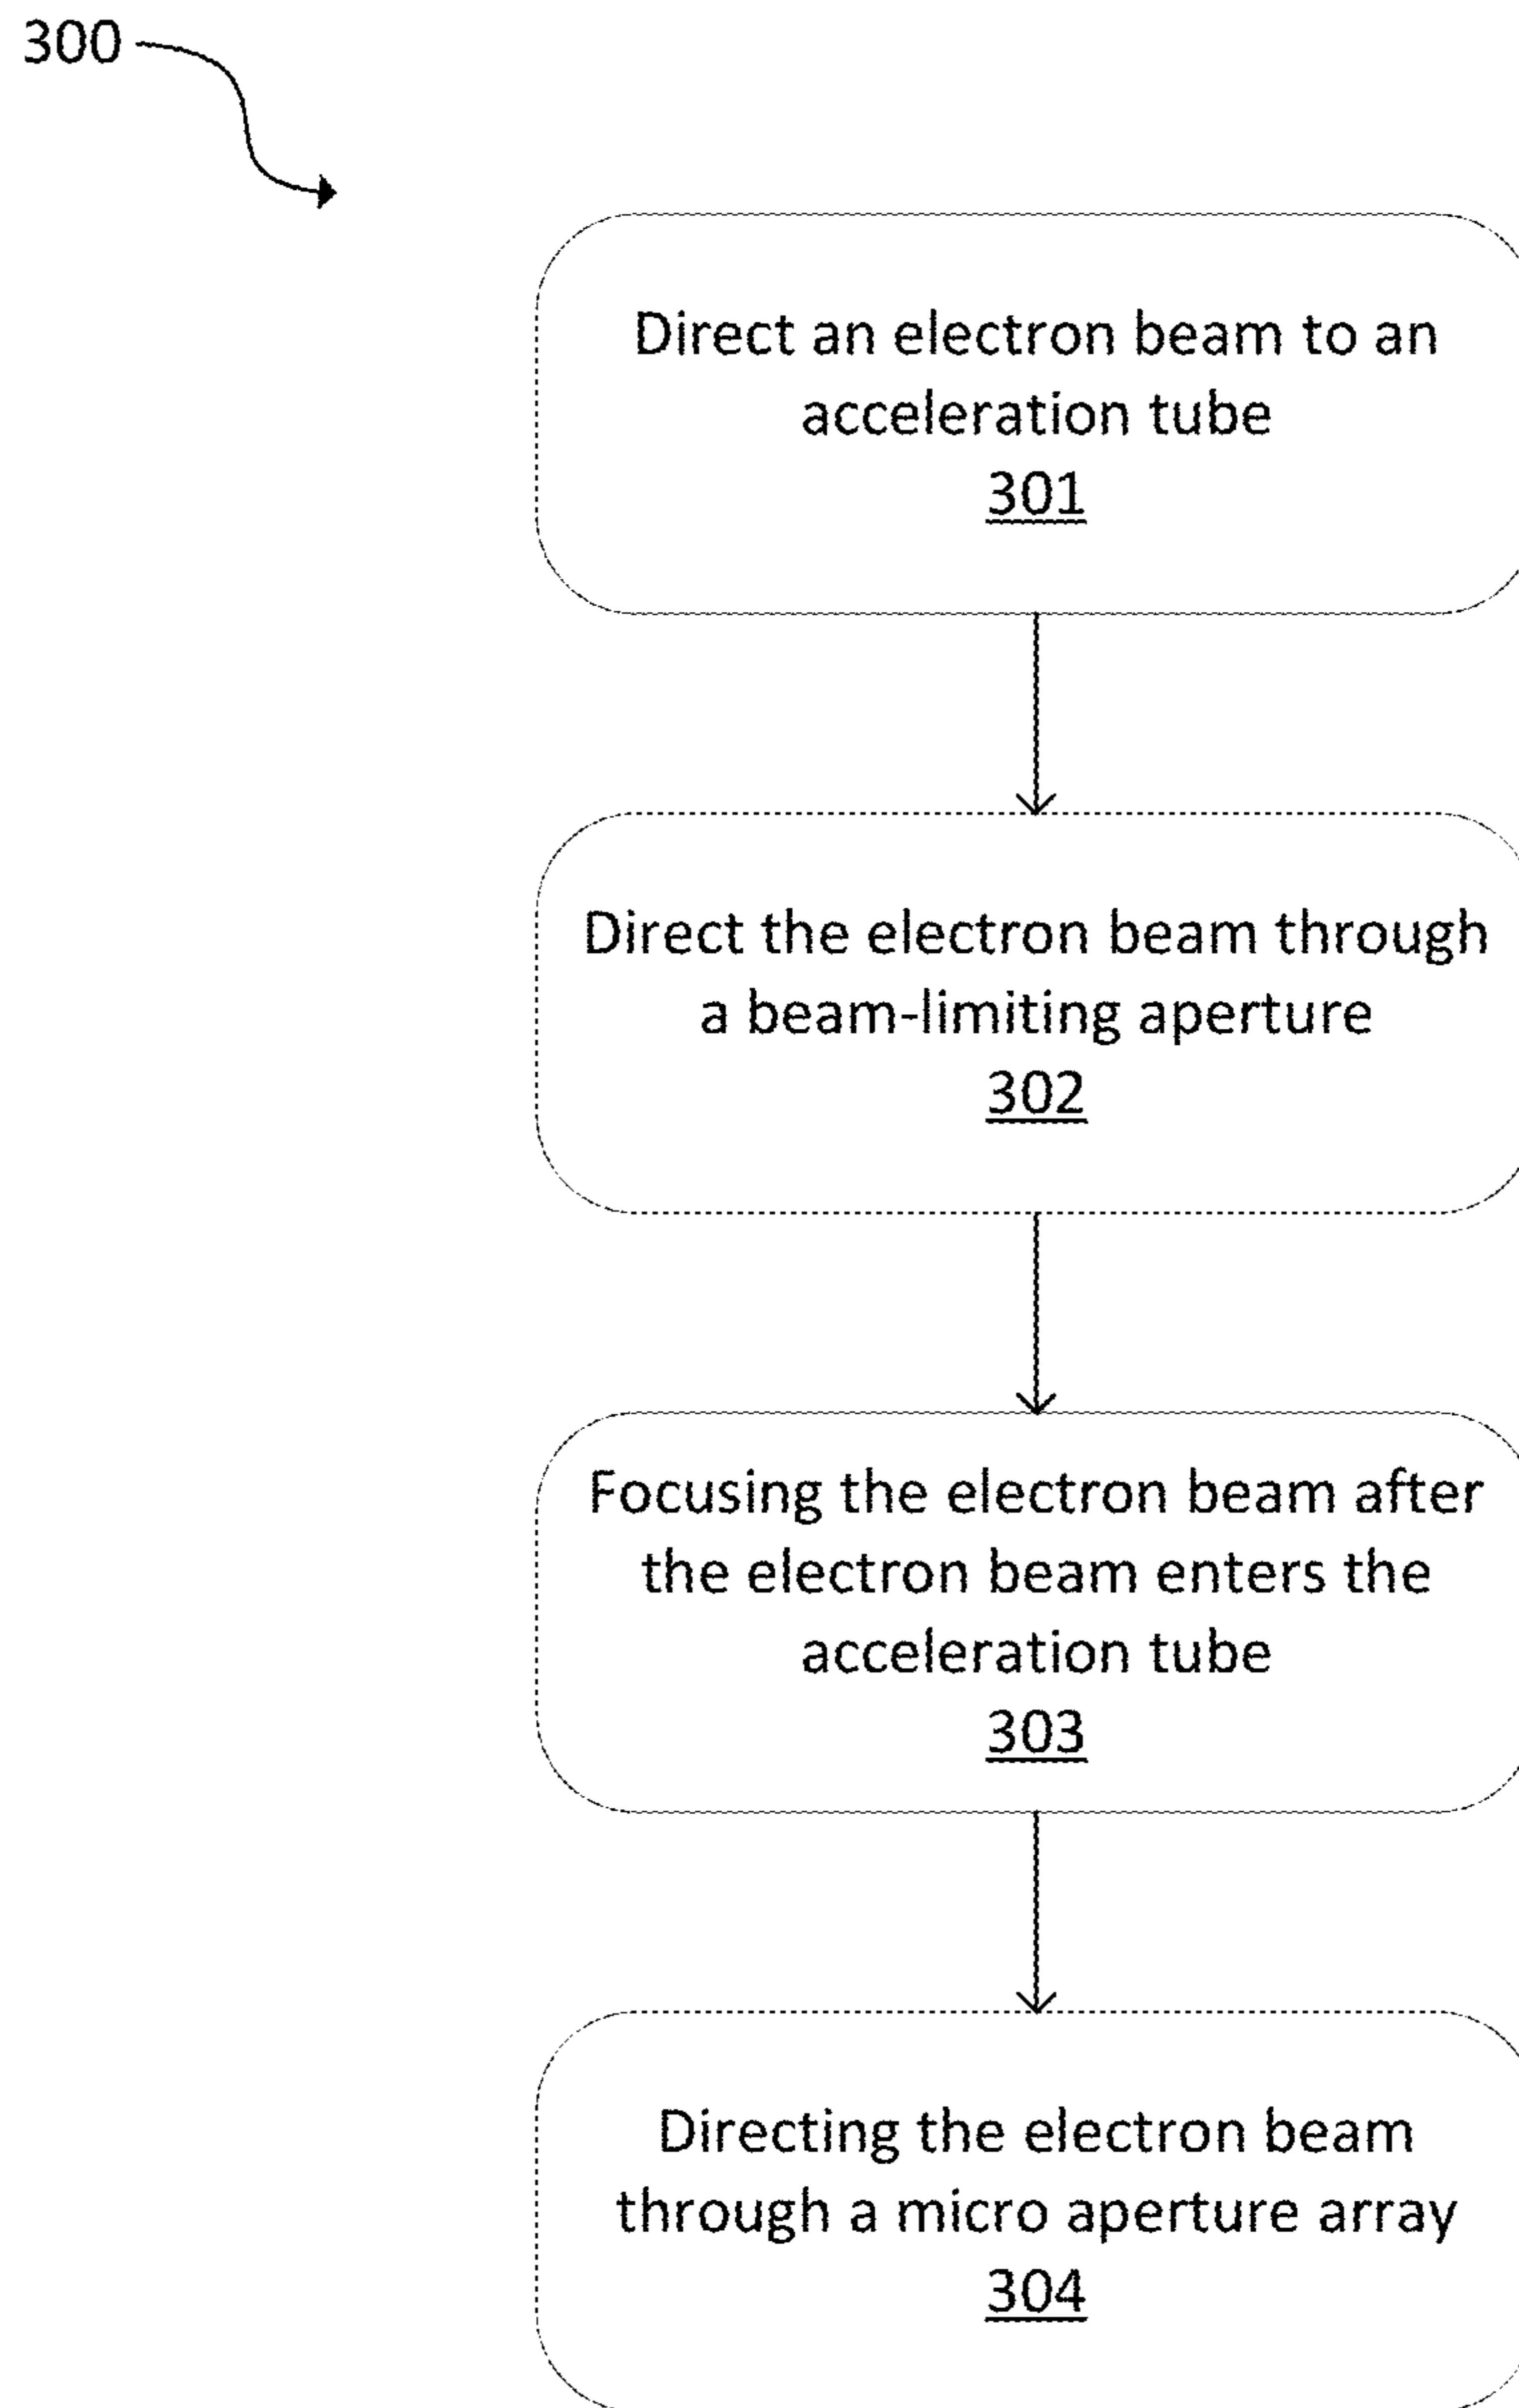 300
Direct an electron beam to an
acceleration tube
301
Direct the electron beam through
a beam-limiting aperture
302
Focusing the electron beam after
the electron beam enters the
acceleration tube
303
Directing the electron beam
through a micro aperture array
304